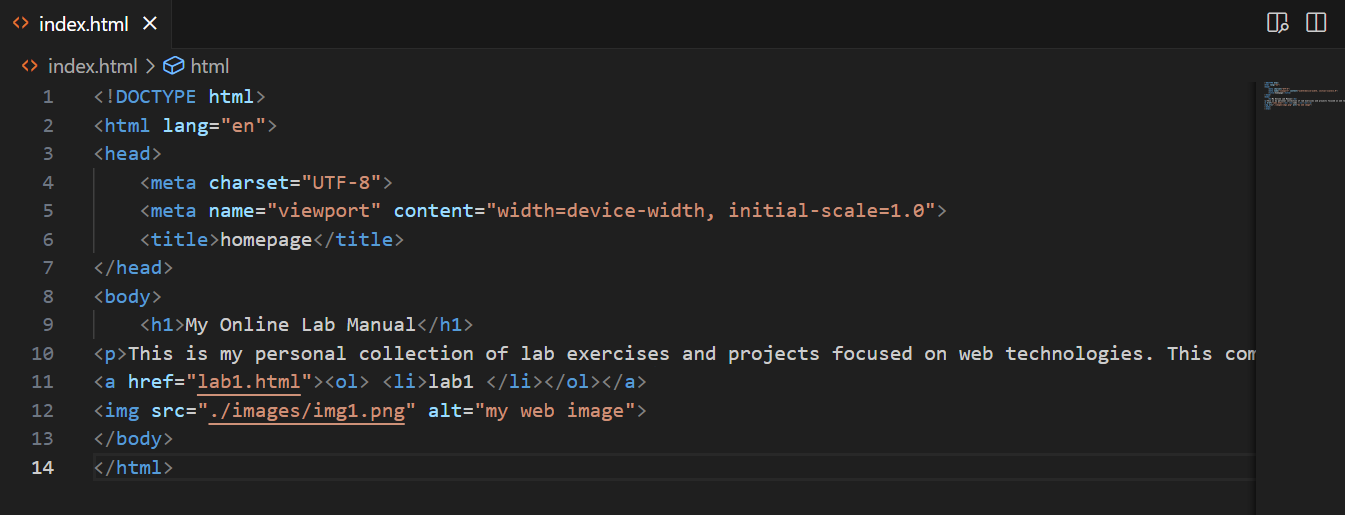 index.html
index.html > html
1 <!DOCTYPE html>
2 <html lang="en">
3 <head>
4     <meta charset="UTF-8">
5     <meta name="viewport" content="width=device-width, initial-scale=1.0">
6     <title>homepage</title>
7 </head>
8 <body>
9     <h1>My Online Lab Manual</h1>
10 <p>This is my personal collection of lab exercises and projects focused on web technologies. This com
11 <a href="lab1.html"><ol> <li>lab1 </li></ol></a>
12 <img src="./images/img1.png" alt="my web image">
13 </body>
14 </html>